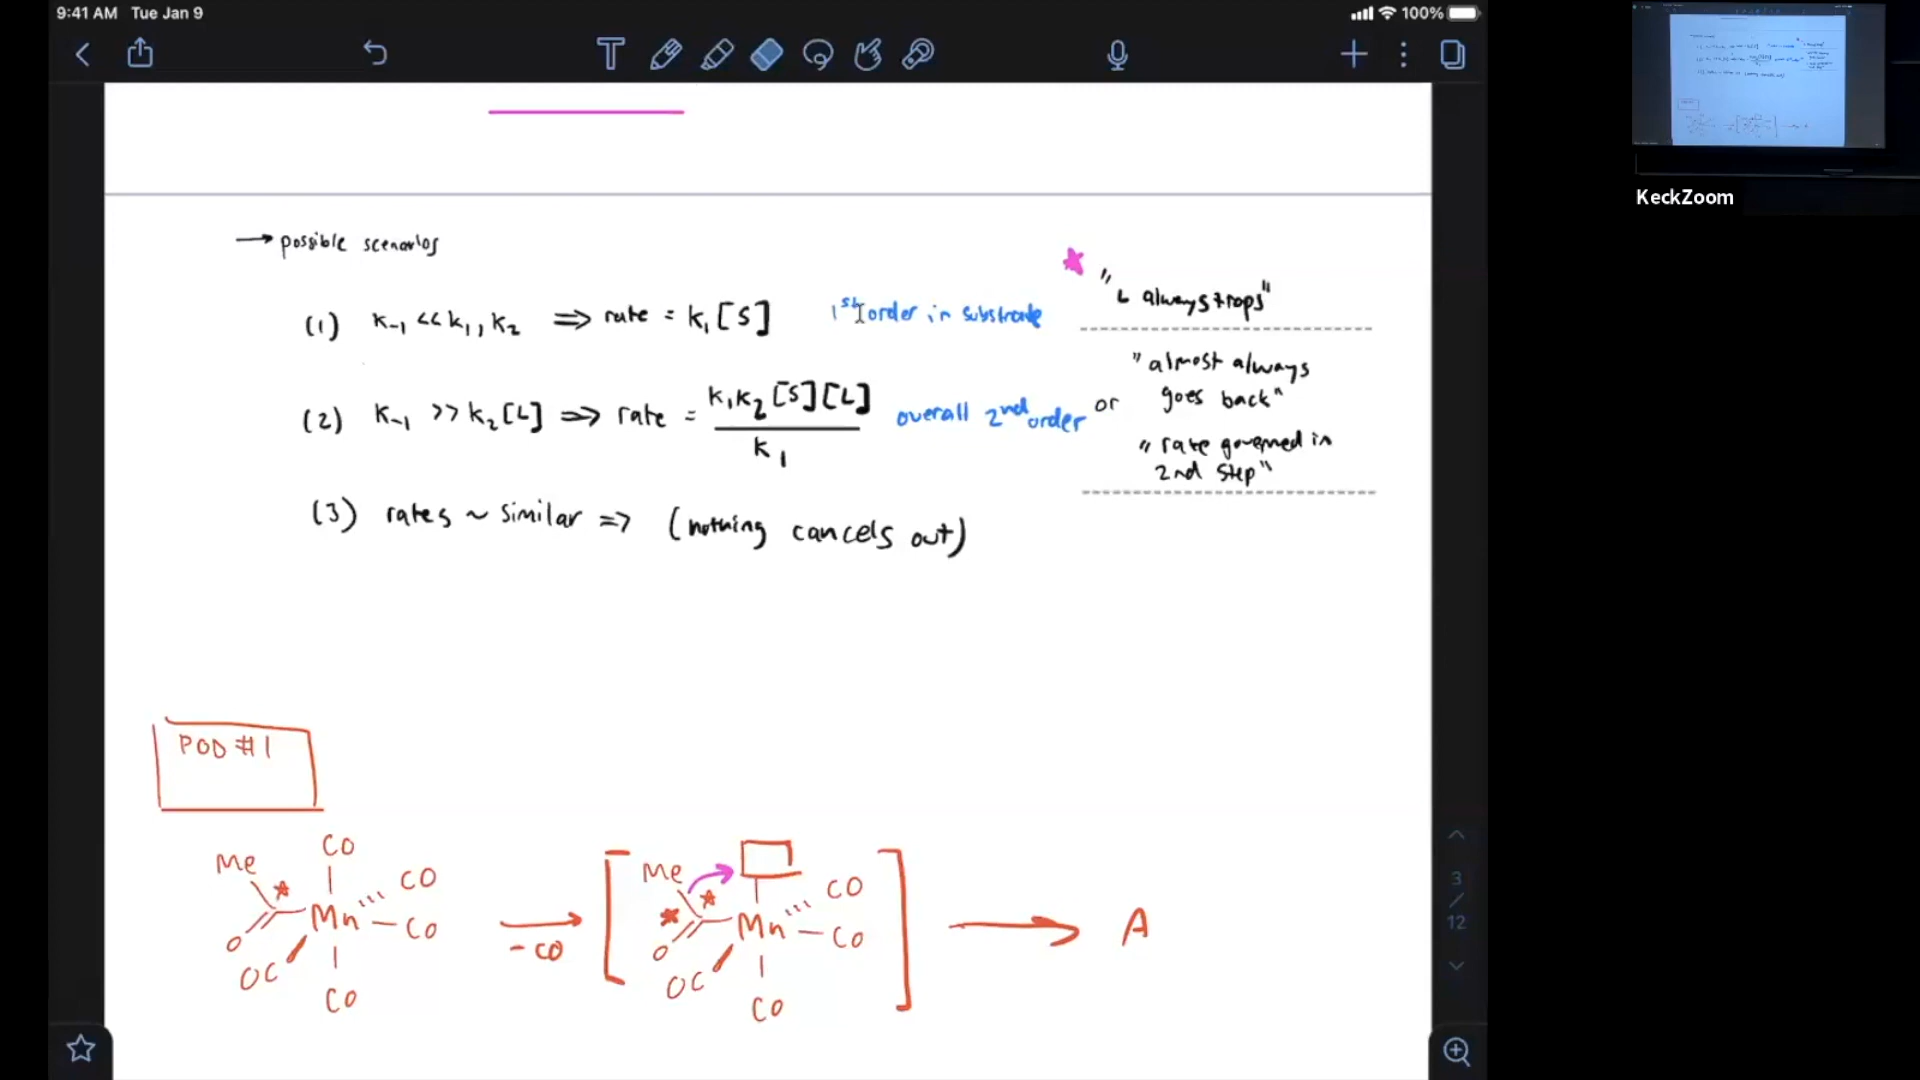 9:41 AM Tue Jan 9
100%
KeckZoom
→ possible scenarios
(1) k₋₁ << k₁, k₂ ⇒ rate = k₁[S] 1st order in substrate
"L always traps"
(2) k₋₁ >> k₂[L] ⇒ rate = k₁k₂[S][L] / k₁ overall 2nd order
"almost always
goes back"
or
"rate governed in
2nd step"
(3) rates ~ similar ⇒ (nothing cancels out)
POD #1
Me CO CO
O Mn CO
OC CO
- CO
Me CO
O Mn CO
OC CO
A
3
/
12